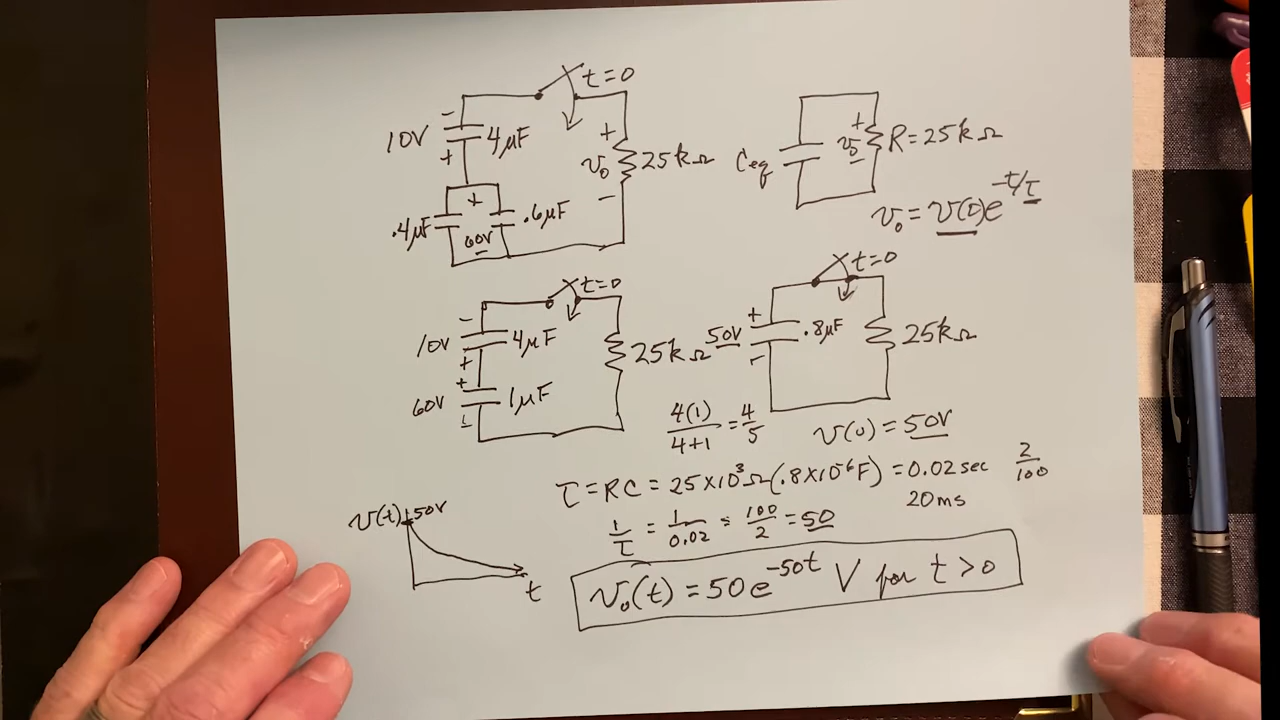 t=0
10V
-
+
4μF
+
v₀
-
25kΩ
.4μF
+
60V
.6μF
Ceq
+
v₀
-
R=25kΩ
v₀ = v(0)e^-t/τ
t=0
10V
-
+
4μF
60V
+
-
1μF
25kΩ
t=0
50V
+
-
.8μF
25kΩ
4(1)/4+1 = 4/5
v(0) = 50V
τ = RC = 25×10³Ω(.8×10⁻⁶F) = 0.02 sec
2/100
20ms
1/τ = 1/0.02 = 100/2 = 50
v(t)
+50V
t
v₀(t) = 50e^-50t V for t>0